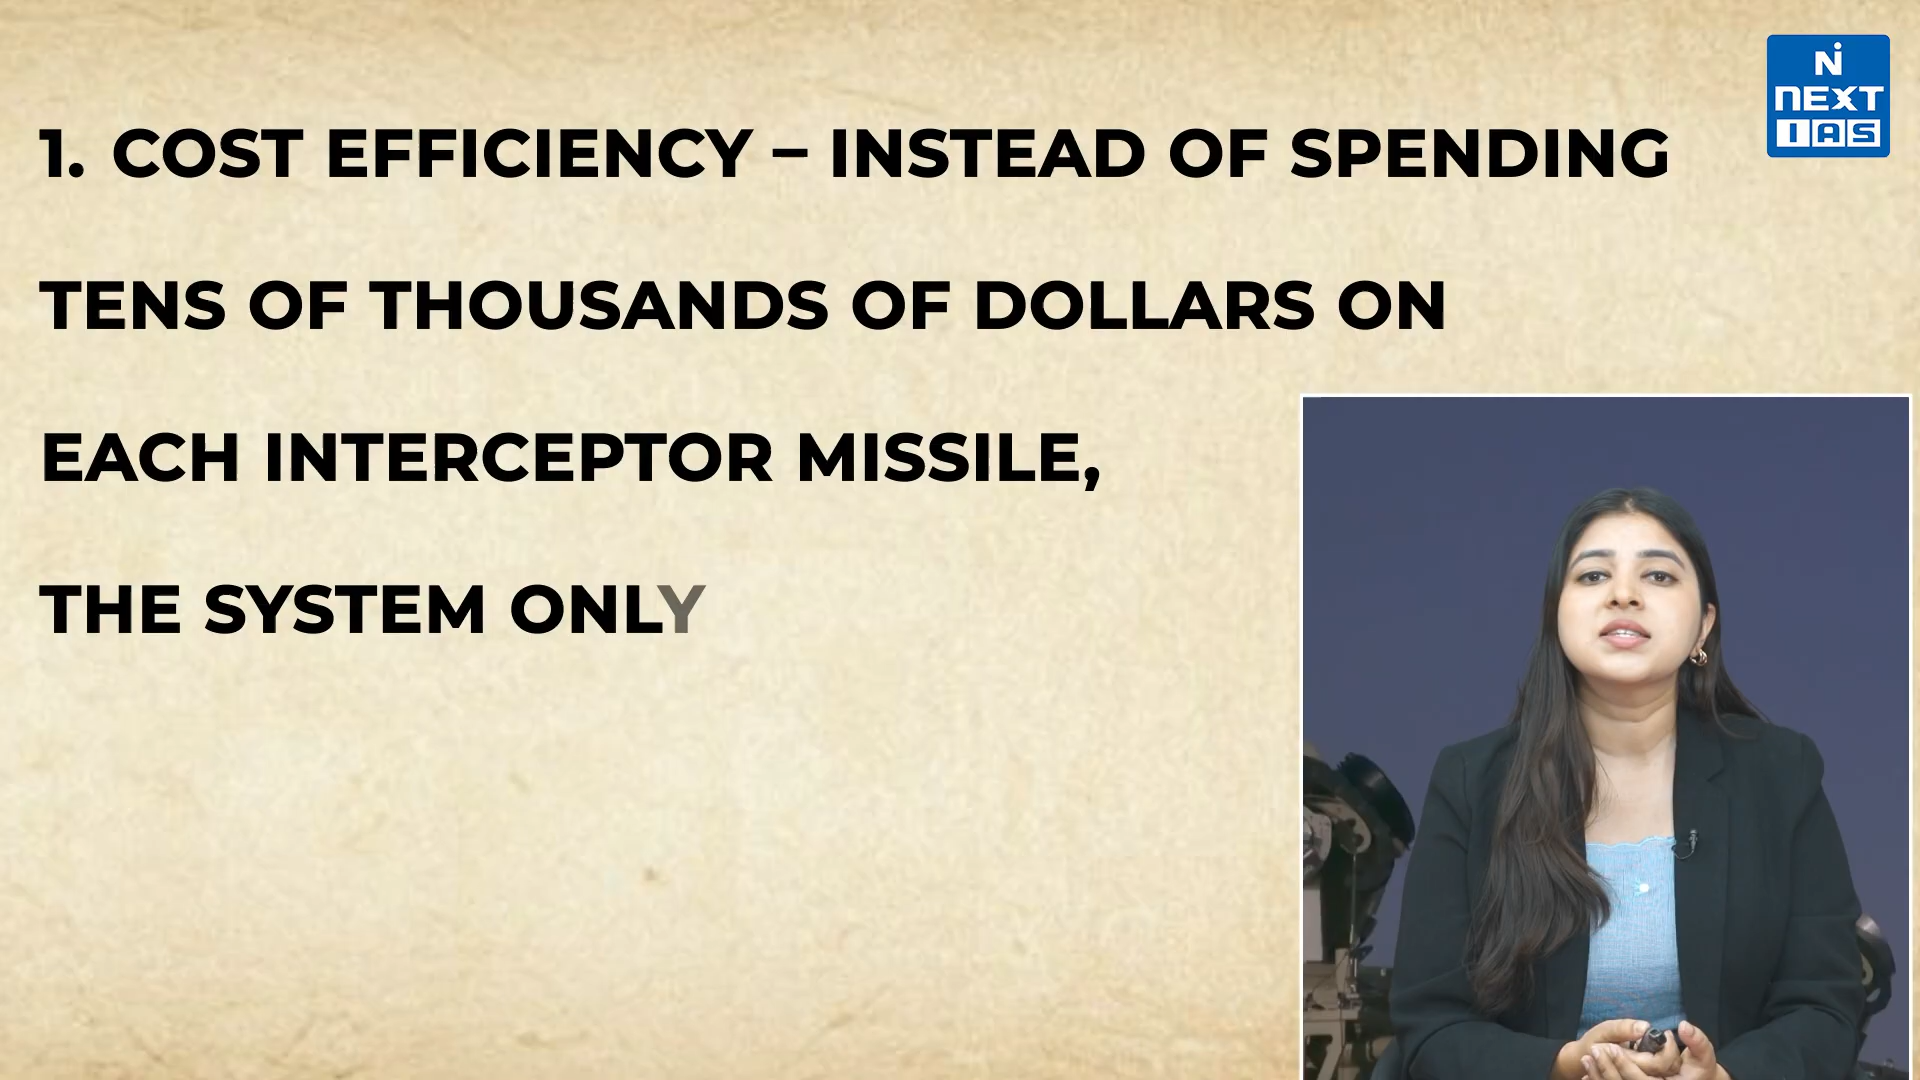 1. COST EFFICIENCY – INSTEAD OF SPENDING
TENS OF THOUSANDS OF DOLLARS ON
EACH INTERCEPTOR MISSILE,
THE SYSTEM ONLY
N
NEXT
IAS